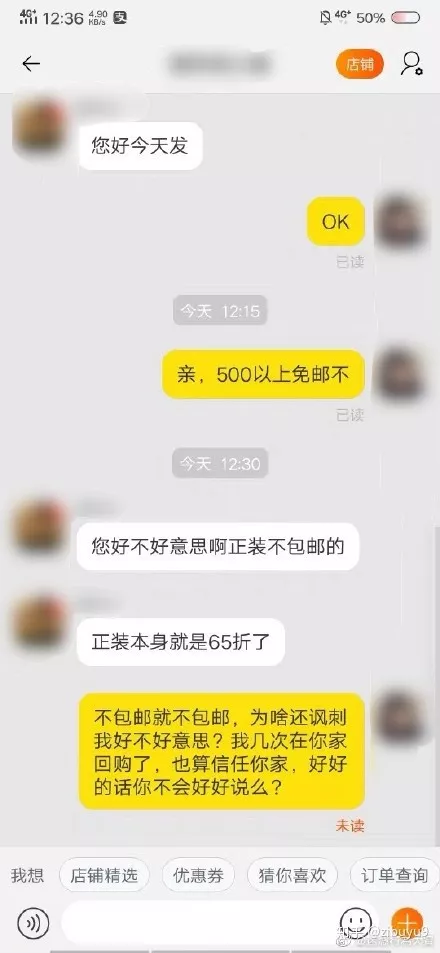 4G+ 12:36 4.90 KB/s 支 4G+ 50%
店铺
您好今天发
OK
已读
今天 12:15
亲，500以上免邮不
已读
今天 12:30
您好不好意思啊正装不包邮的
正装本身就是65折了
不包邮就不包邮，为啥还讽刺
我好不好意思？我几次在你家
回购了，也算信任你家，好好
的话你不会好好说么？
未读
我想 店铺精选 优惠券 猜你喜欢 订单查询
知乎 @zibuyu9